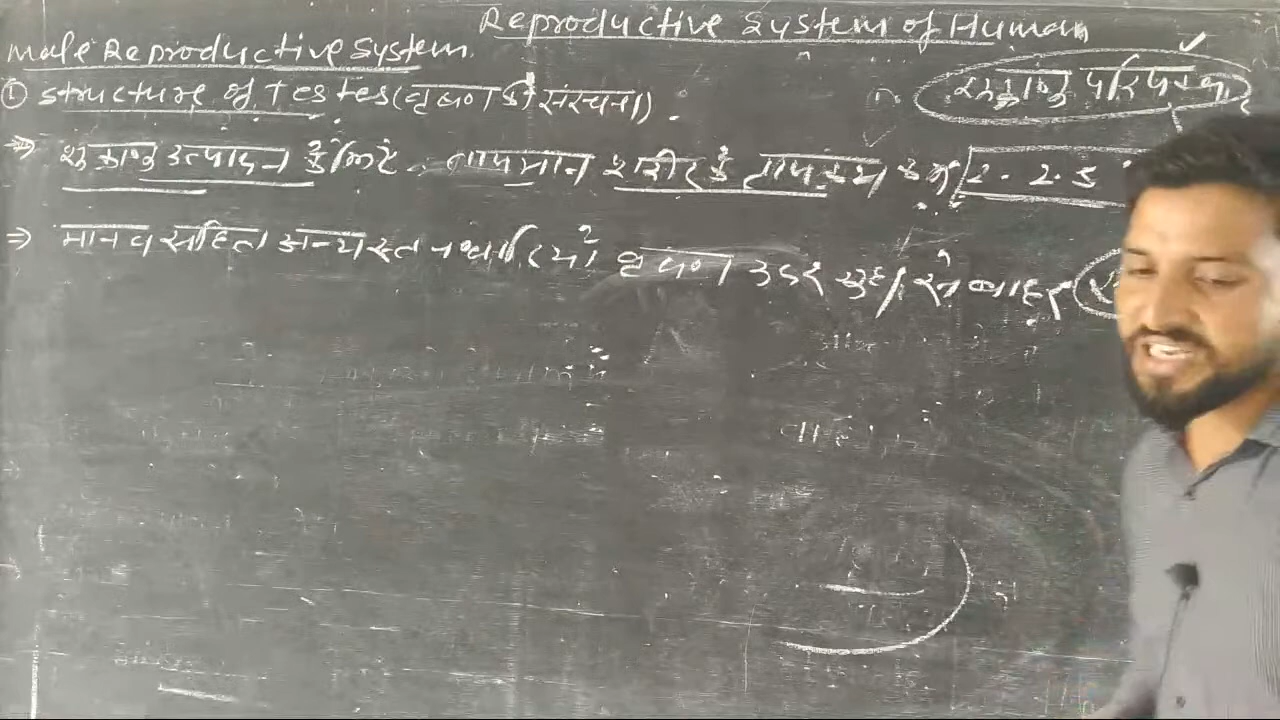 Reproductive System of Human
Male Reproductive System
① Structure of Testes (वृषण की संरचना).
शुक्राणु परिपक्व
⇒ शुक्राणु उत्पादन के लिए तापमान शरीर के तापक्रम से 2.2.5
⇒ मानव सहित अन्य स्तनधारियों वृषण उदर गुहा से बाहर